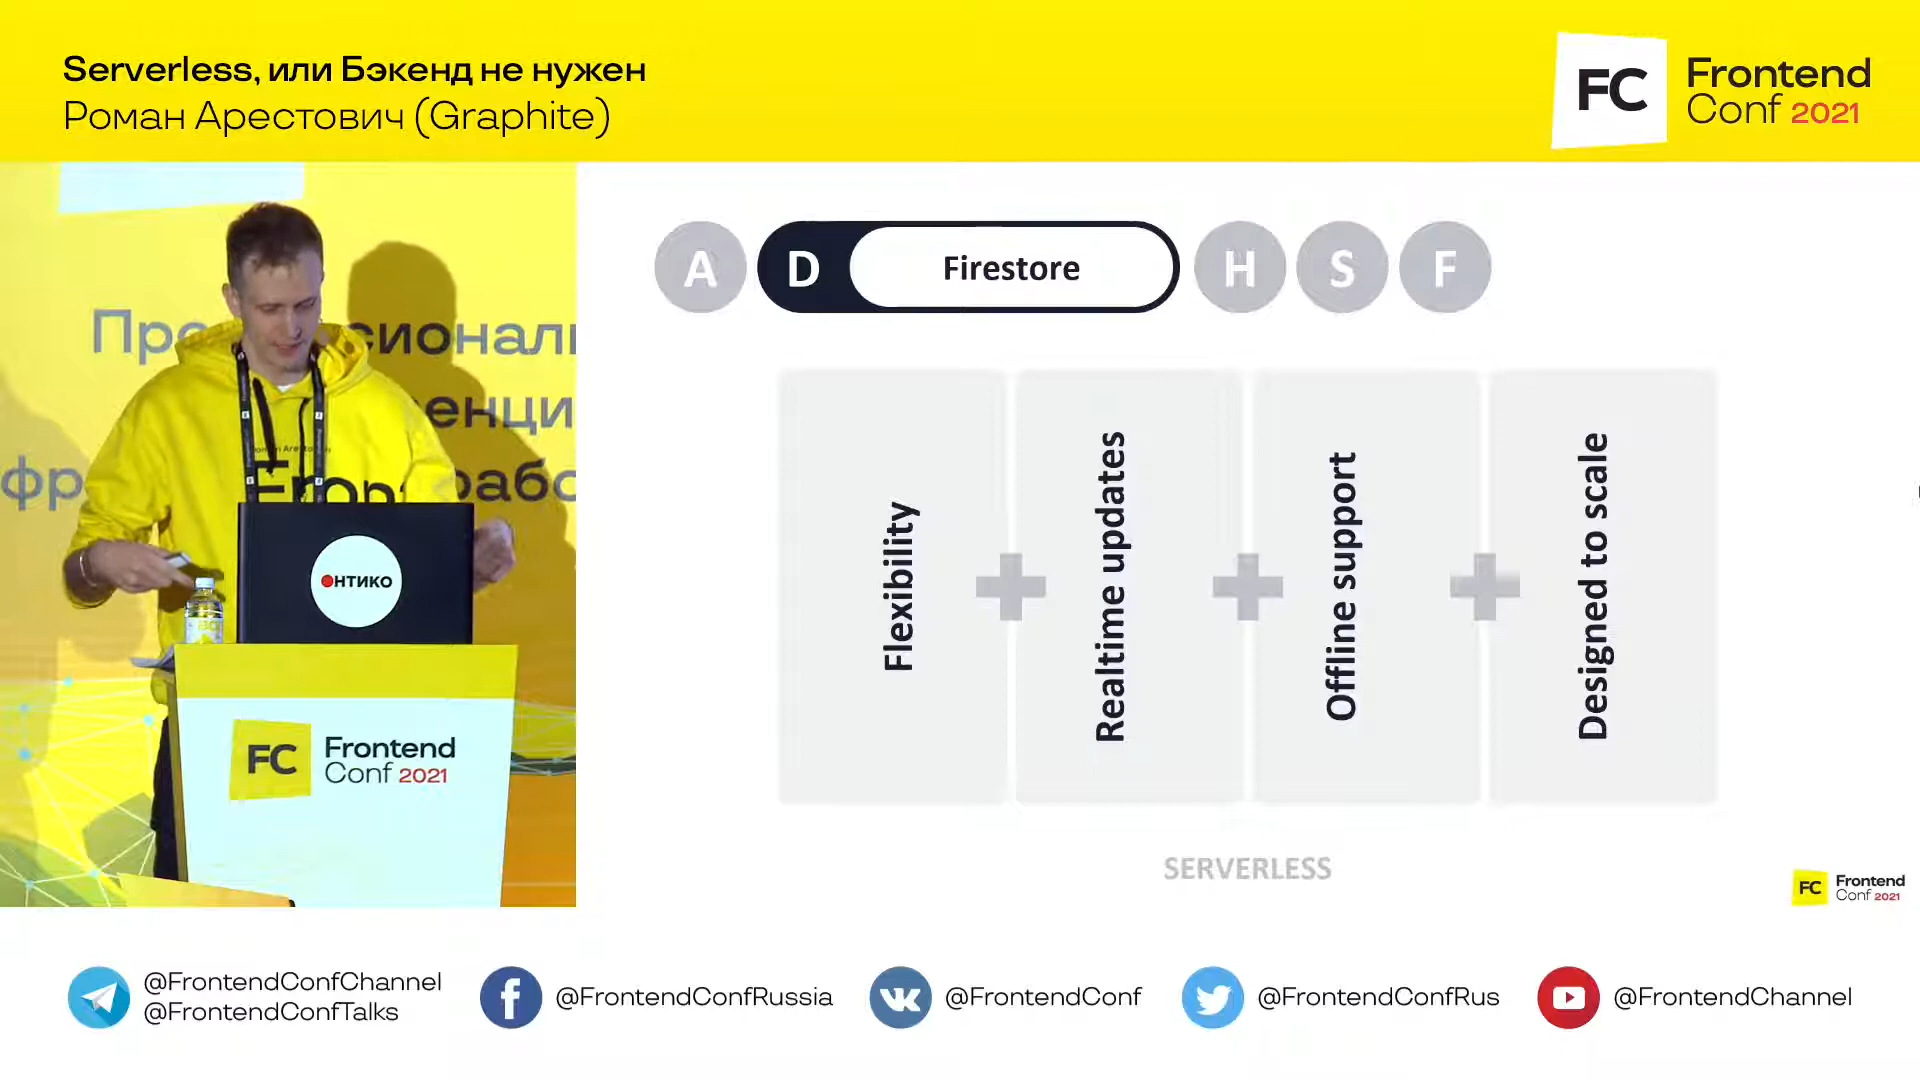 Serverless, или Бэкенд не нужен
Роман Арестович (Graphite)
FC
Frontend
Conf 2021
A
D
Firestore
H
S
F
Flexibility
Realtime updates
Offline support
Designed to scale
SERVERLESS
FC
Frontend
Conf 2021
ОНТИКО
FC
Frontend
Conf 2021
@FrontendConfChannel
@FrontendConfTalks
@FrontendConfRussia
@FrontendConf
@FrontendConfRus
@FrontendChannel